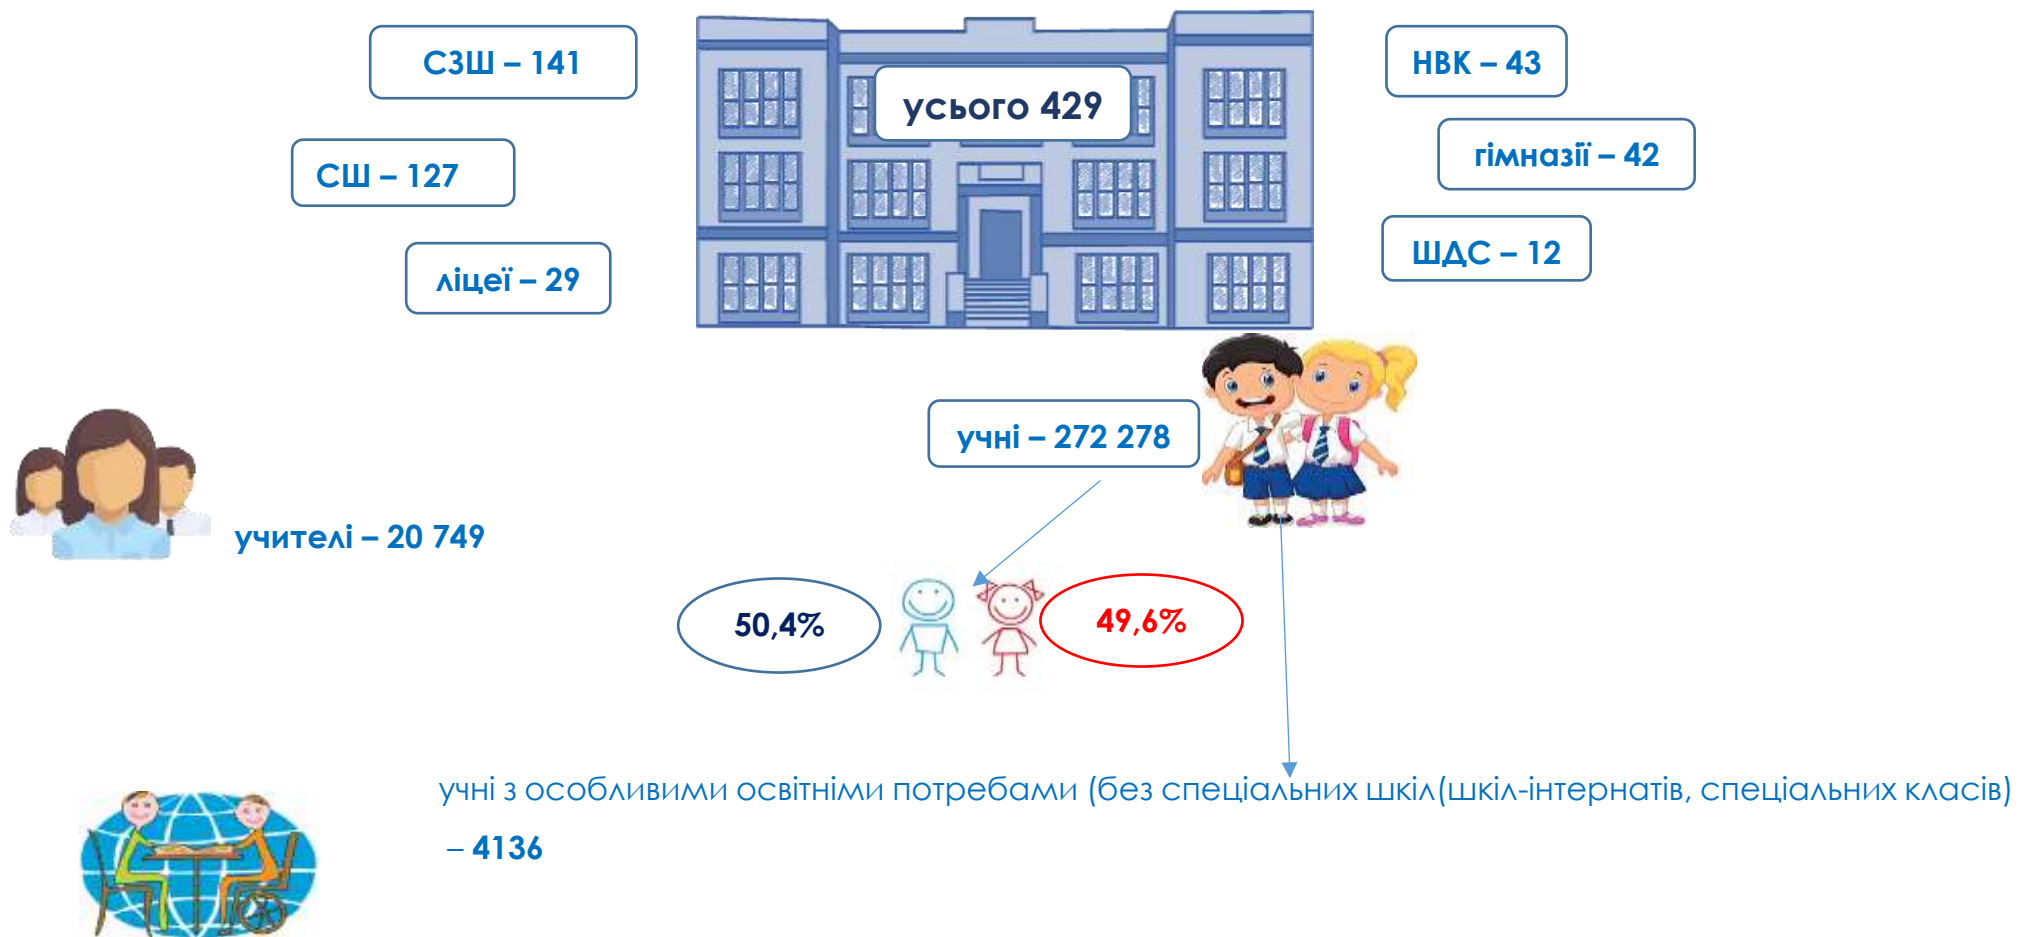 СЗШ – 141
усього 429
НВК – 43
СШ – 127
гімназії – 42
ліцеї – 29
ШДС – 12
учні – 272 278
учителі – 20 749
50,4%
49,6%
учні з особливими освітніми потребами (без спеціальних шкіл(шкіл-інтернатів, спеціальних класів)
– 4136